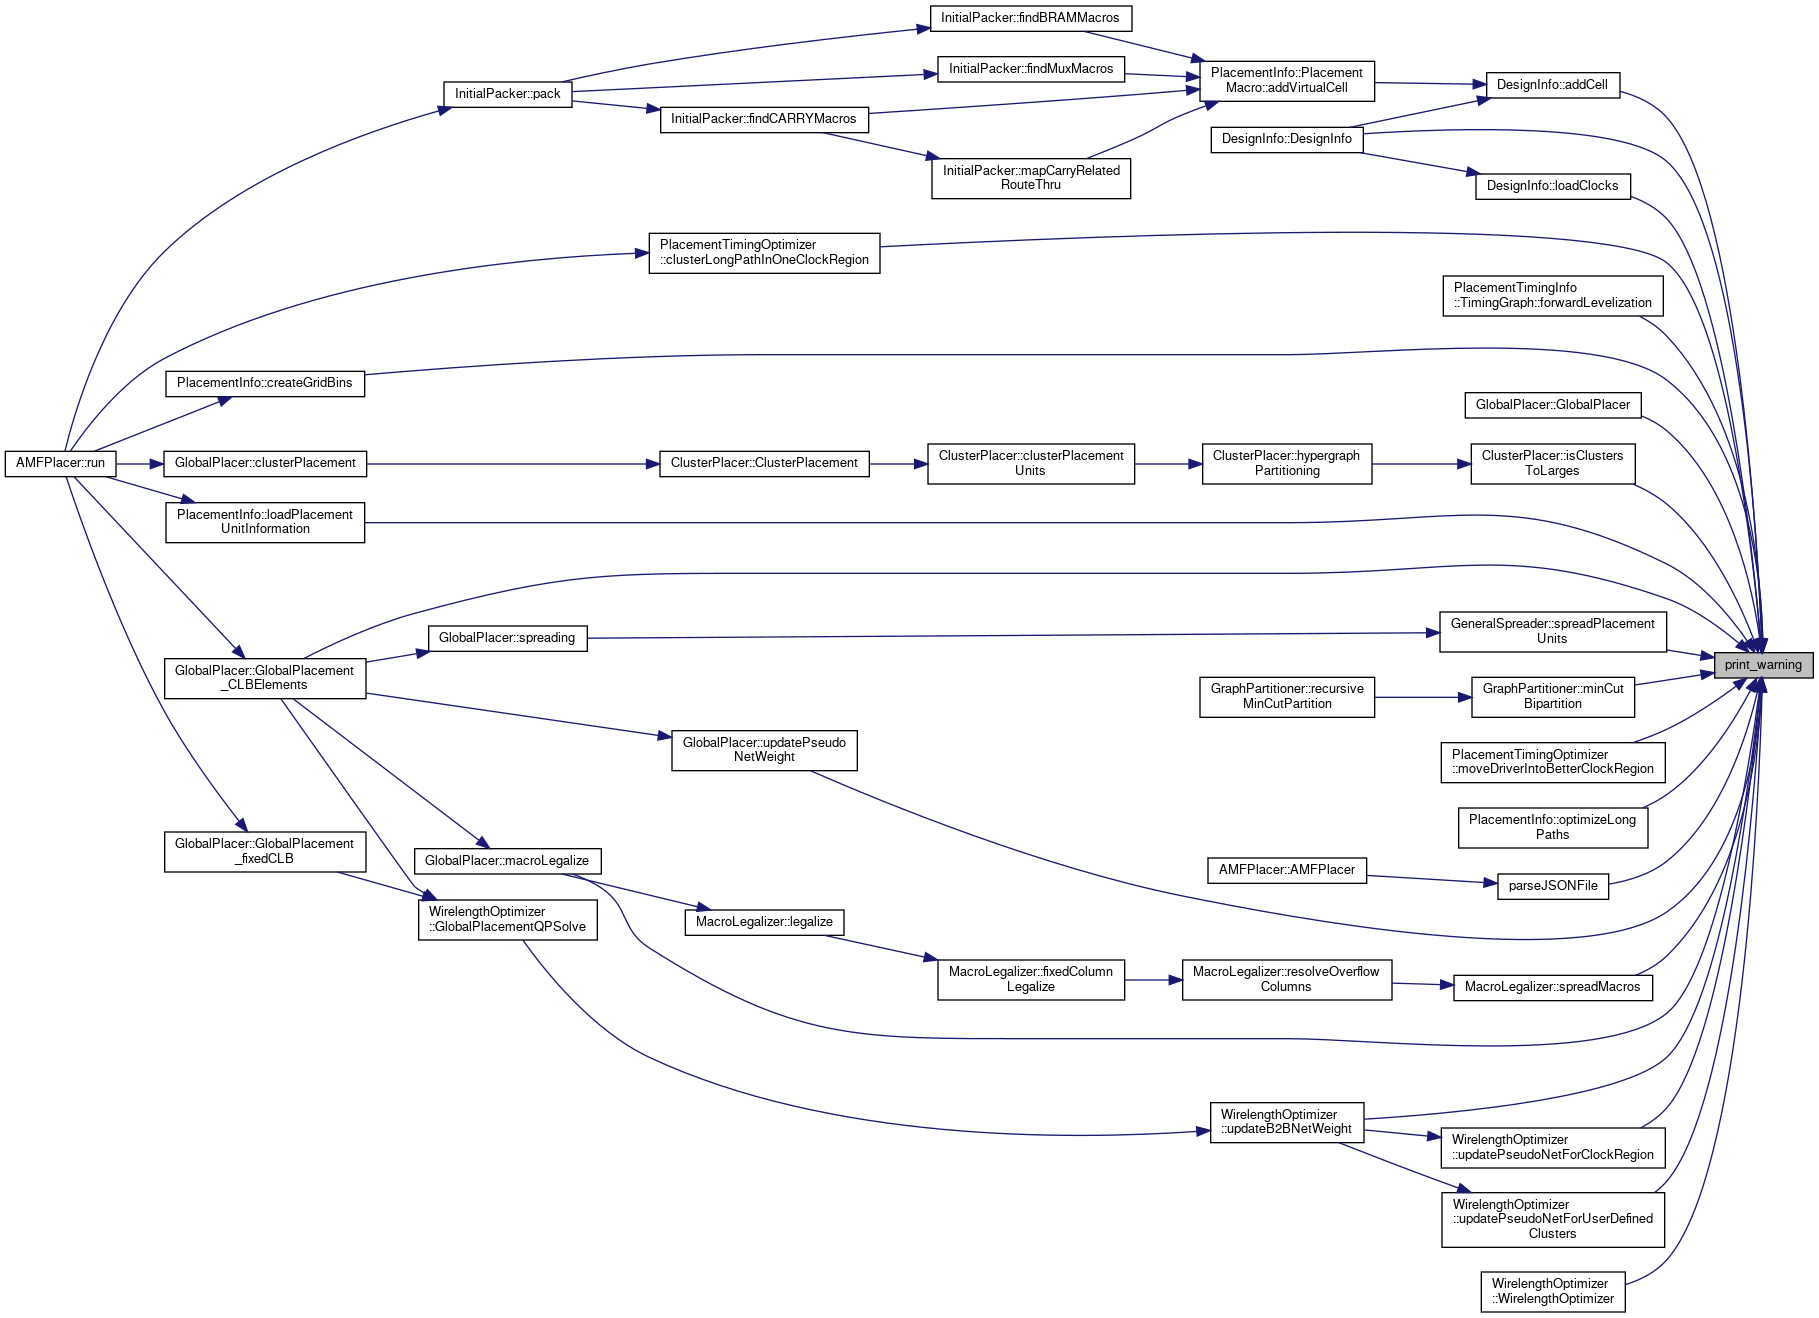 InitialPacker::findBRAMMacros
InitialPacker::findMuxMacros
PlacementInfo::Placement
Macro::addVirtualCell
DesignInfo::addCell
InitialPacker::pack
InitialPacker::findCARRYMacros
DesignInfo::DesignInfo
InitialPacker::mapCarryRelated
RouteThru
DesignInfo::loadClocks
PlacementTimingOptimizer
::clusterLongPathInOneClockRegion
PlacementTimingInfo
::TimingGraph::forwardLevelization
PlacementInfo::createGridBins
GlobalPlacer::GlobalPlacer
AMFPlacer::run
GlobalPlacer::clusterPlacement
ClusterPlacer::ClusterPlacement
ClusterPlacer::clusterPlacement
Units
ClusterPlacer::hypergraph
Partitioning
ClusterPlacer::isClusters
ToLarges
PlacementInfo::loadPlacement
UnitInformation
GlobalPlacer::spreading
GeneralSpreader::spreadPlacement
Units
GlobalPlacer::GlobalPlacement
_CLBElements
print_warning
GraphPartitioner::recursive
MinCutPartition
GraphPartitioner::minCut
Bipartition
GlobalPlacer::updatePseudo
NetWeight
PlacementTimingOptimizer
::moveDriverIntoBetterClockRegion
PlacementInfo::optimizeLong
Paths
GlobalPlacer::GlobalPlacement
_fixedCLB
GlobalPlacer::macroLegalize
AMFPlacer::AMFPlacer
parseJSONFile
WirelengthOptimizer
::GlobalPlacementQPSolve
MacroLegalizer::legalize
MacroLegalizer::fixedColumn
Legalize
MacroLegalizer::resolveOverflow
Columns
MacroLegalizer::spreadMacros
WirelengthOptimizer
::updateB2BNetWeight
WirelengthOptimizer
::updatePseudoNetForClockRegion
WirelengthOptimizer
::updatePseudoNetForUserDefined
Clusters
WirelengthOptimizer
::WirelengthOptimizer